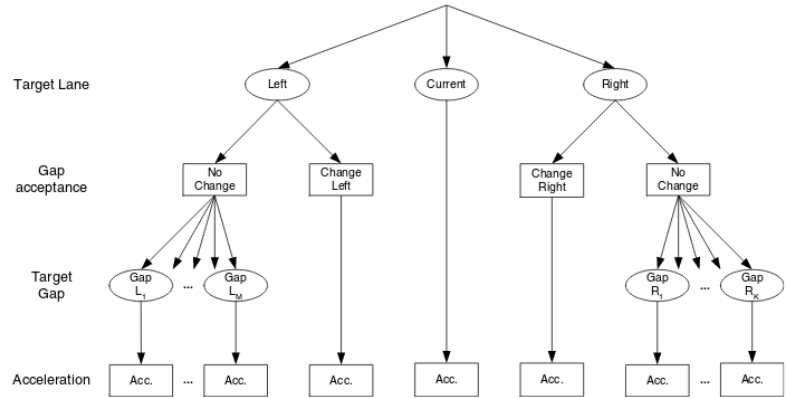 Target Lane
Left
Current
Right
Gap
acceptance
No
Change
Change
Left
Change
Right
No
Change
Target
Gap
Gap
L1
...
Gap
LM
Gap
R1
...
Gap
RK
Acceleration
Acc.
...
Acc.
Acc.
Acc.
Acc.
Acc.
...
Acc.